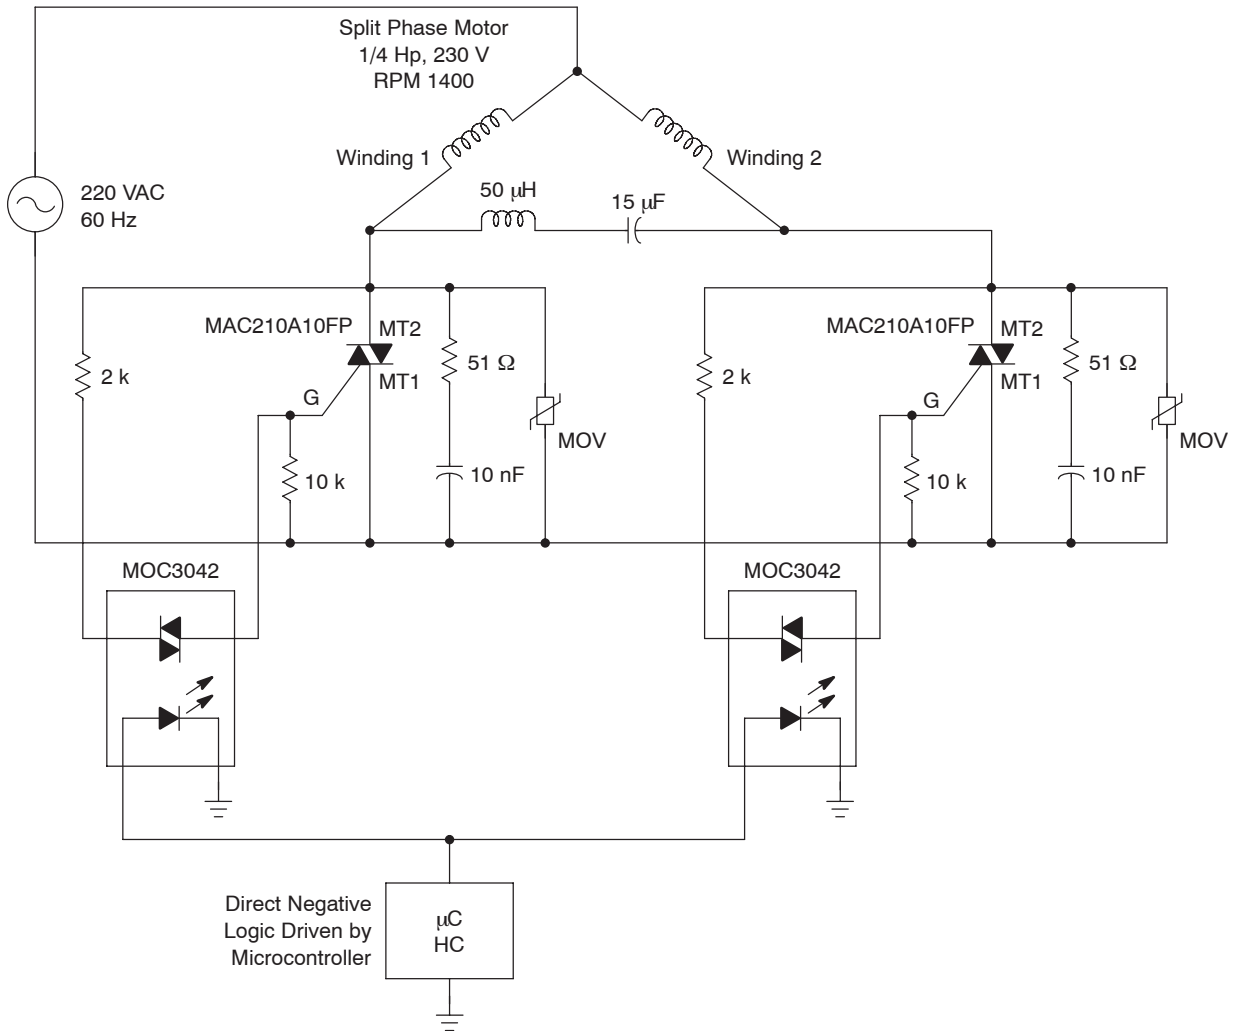 Split Phase Motor
1/4 Hp, 230 V
RPM 1400
Winding 1
Winding 2
220 VAC
60 Hz
50 μH
15 μF
MAC210A10FP
MT2
MT1
G
2 k
51 Ω
10 k
10 nF
MOV
MAC210A10FP
MT2
MT1
G
2 k
51 Ω
10 k
10 nF
MOV
MOC3042
MOC3042
Direct Negative
Logic Driven by
Microcontroller
μC
HC